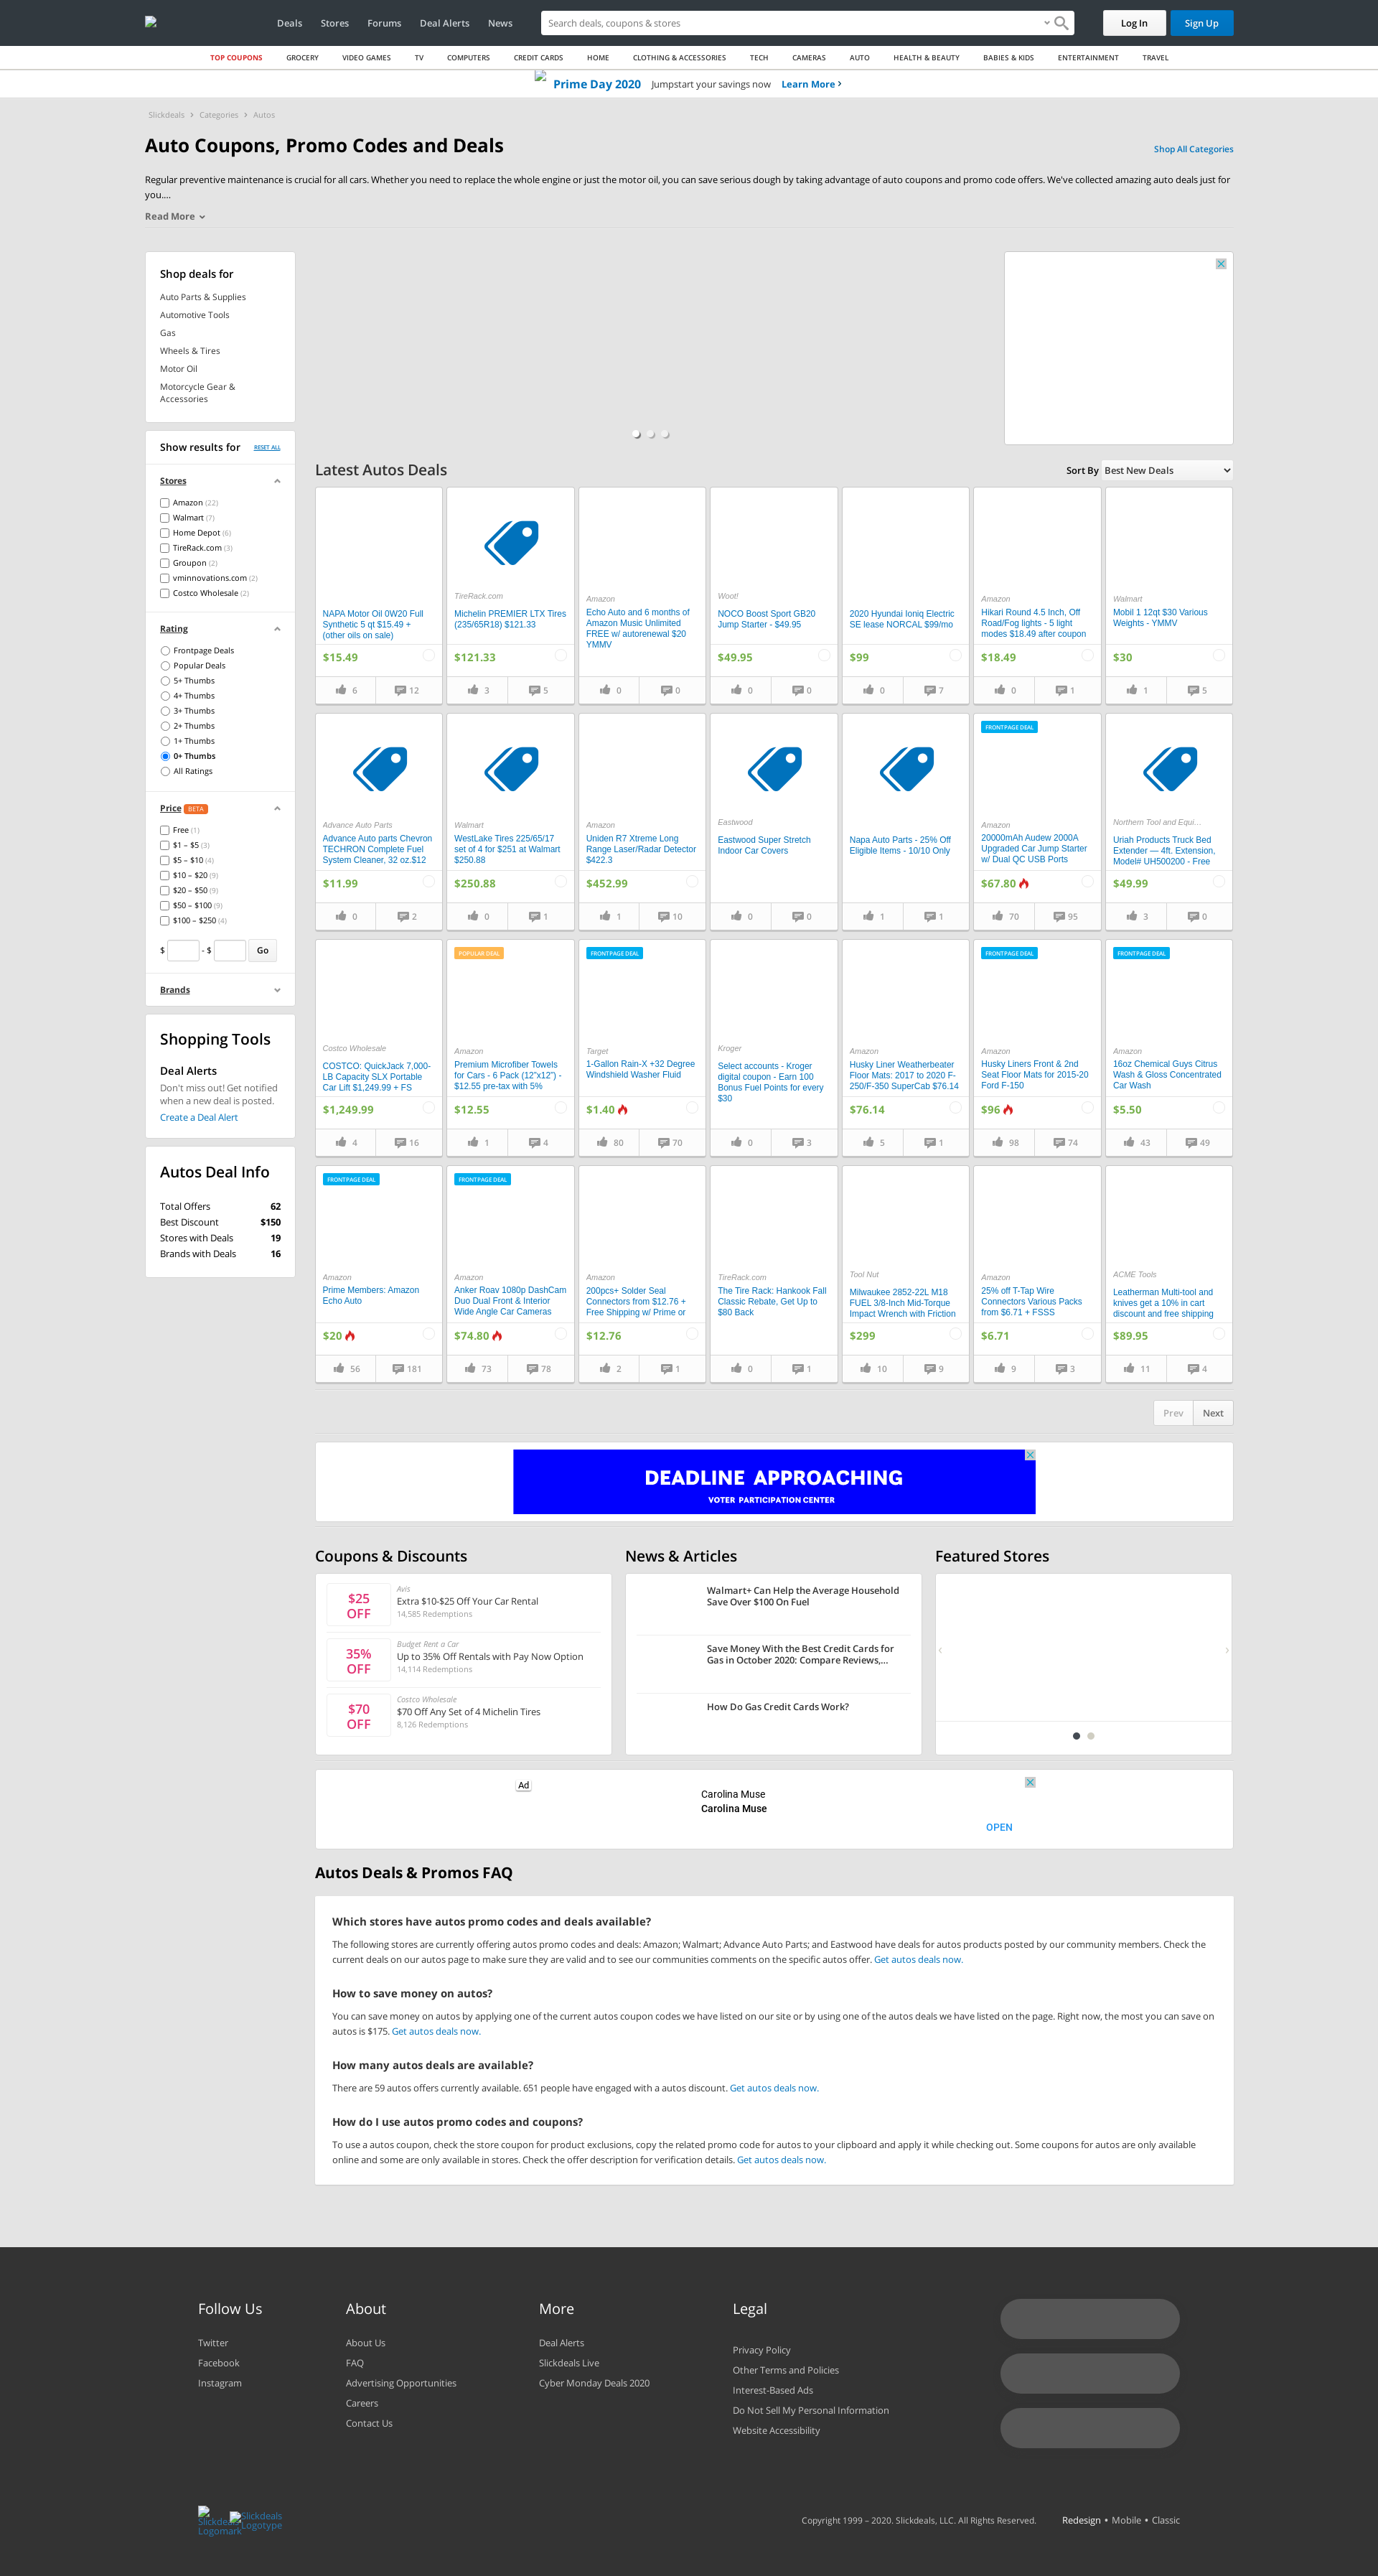 Deals Stores Forums Deal Alerts News
Search deals, coupons & stores
Log In Sign Up
TOP COUPONS GROCERY VIDEO GAMES TV COMPUTERS CREDIT CARDS HOME CLOTHING & ACCESSORIES TECH CAMERAS AUTO HEALTH & BEAUTY BABIES & KIDS ENTERTAINMENT TRAVEL
Prime Day 2020 Jumpstart your savings now Learn More
Slickdeals Categories Autos
Auto Coupons, Promo Codes and Deals
Shop All Categories
Regular preventive maintenance is crucial for all cars. Whether you need to replace the whole engine or just the motor oil, you can save serious dough by taking advantage of auto coupons and promo code offers. We've collected amazing auto deals just for
you....
Read More
Shop deals for
Auto Parts & Supplies
Automotive Tools
Gas
Wheels & Tires
Motor Oil
Motorcycle Gear &
Accessories
Show results for RESET ALL
Stores
Amazon (22)
Walmart (7)
Home Depot (6)
TireRack.com (3)
Groupon (2)
vminnovations.com (2)
Costco Wholesale (2)
Rating
Frontpage Deals
Popular Deals
5+ Thumbs
4+ Thumbs
3+ Thumbs
2+ Thumbs
1+ Thumbs
0+ Thumbs
All Ratings
Price BETA
Free (1)
$1 – $5 (3)
$5 – $10 (4)
$10 – $20 (9)
$20 – $50 (9)
$50 – $100 (9)
$100 – $250 (4)
$ - $ Go
Brands
Shopping Tools
Deal Alerts
Don't miss out! Get notified
when a new deal is posted.
Create a Deal Alert
Autos Deal Info
Total Offers 62
Best Discount $150
Stores with Deals 19
Brands with Deals 16
Latest Autos Deals
Sort By Best New Deals
NAPA Motor Oil 0W20 Full
Synthetic 5 qt $15.49 +
(other oils on sale)
$15.49
6 12
TireRack.com
Michelin PREMIER LTX Tires
(235/65R18) $121.33
$121.33
3 5
Amazon
Echo Auto and 6 months of
Amazon Music Unlimited
FREE w/ autorenewal $20
YMMV
0 0
Woot!
NOCO Boost Sport GB20
Jump Starter - $49.95
$49.95
0 0
2020 Hyundai Ioniq Electric
SE lease NORCAL $99/mo
$99
0 7
Amazon
Hikari Round 4.5 Inch, Off
Road/Fog lights - 5 light
modes $18.49 after coupon
$18.49
0 1
Walmart
Mobil 1 12qt $30 Various
Weights - YMMV
$30
1 5
Advance Auto Parts
Advance Auto parts Chevron
TECHRON Complete Fuel
System Cleaner, 32 oz.$12
$11.99
0 2
Walmart
WestLake Tires 225/65/17
set of 4 for $251 at Walmart
$250.88
$250.88
0 1
Amazon
Uniden R7 Xtreme Long
Range Laser/Radar Detector
$422.3
$452.99
1 10
Eastwood
Eastwood Super Stretch
Indoor Car Covers
0 0
Napa Auto Parts - 25% Off
Eligible Items - 10/10 Only
1 1
FRONTPAGE DEAL
Amazon
20000mAh Audew 2000A
Upgraded Car Jump Starter
w/ Dual QC USB Ports
$67.80
70 95
Northern Tool and Equi...
Uriah Products Truck Bed
Extender — 4ft. Extension,
Model# UH500200 - Free
$49.99
3 0
Costco Wholesale
COSTCO: QuickJack 7,000-
LB Capacity SLX Portable
Car Lift $1,249.99 + FS
$1,249.99
4 16
POPULAR DEAL
Amazon
Premium Microfiber Towels
for Cars - 6 Pack (12"x12") -
$12.55 pre-tax with 5%
$12.55
1 4
FRONTPAGE DEAL
Target
1-Gallon Rain-X +32 Degree
Windshield Washer Fluid
$1.40
80 70
Kroger
Select accounts - Kroger
digital coupon - Earn 100
Bonus Fuel Points for every
$30
0 3
Amazon
Husky Liner Weatherbeater
Floor Mats: 2017 to 2020 F-
250/F-350 SuperCab $76.14
$76.14
5 1
FRONTPAGE DEAL
Amazon
Husky Liners Front & 2nd
Seat Floor Mats for 2015-20
Ford F-150
$96
98 74
FRONTPAGE DEAL
Amazon
16oz Chemical Guys Citrus
Wash & Gloss Concentrated
Car Wash
$5.50
43 49
FRONTPAGE DEAL
Amazon
Prime Members: Amazon
Echo Auto
$20
56 181
FRONTPAGE DEAL
Amazon
Anker Roav 1080p DashCam
Duo Dual Front & Interior
Wide Angle Car Cameras
$74.80
73 78
Amazon
200pcs+ Solder Seal
Connectors from $12.76 +
Free Shipping w/ Prime or
$12.76
2 1
TireRack.com
The Tire Rack: Hankook Fall
Classic Rebate, Get Up to
$80 Back
0 1
Tool Nut
Milwaukee 2852-22L M18
FUEL 3/8-Inch Mid-Torque
Impact Wrench with Friction
$299
10 9
Amazon
25% off T-Tap Wire
Connectors Various Packs
from $6.71 + FSSS
$6.71
9 3
ACME Tools
Leatherman Multi-tool and
knives get a 10% in cart
discount and free shipping
$89.95
11 4
Prev Next
DEADLINE APPROACHING
VOTER PARTICIPATION CENTER
Coupons & Discounts
$25
OFF
Avis
Extra $10-$25 Off Your Car Rental
14,585 Redemptions
35%
OFF
Budget Rent a Car
Up to 35% Off Rentals with Pay Now Option
14,114 Redemptions
$70
OFF
Costco Wholesale
$70 Off Any Set of 4 Michelin Tires
8,126 Redemptions
News & Articles
Walmart+ Can Help the Average Household
Save Over $100 On Fuel
Save Money With the Best Credit Cards for
Gas in October 2020: Compare Reviews,...
How Do Gas Credit Cards Work?
Featured Stores
Ad
Carolina Muse
Carolina Muse
OPEN
Autos Deals & Promos FAQ
Which stores have autos promo codes and deals available?
The following stores are currently offering autos promo codes and deals: Amazon; Walmart; Advance Auto Parts; and Eastwood have deals for autos products posted by our community members. Check the
current deals on our autos page to make sure they are valid and to see our communities comments on the specific autos offer. Get autos deals now.
How to save money on autos?
You can save money on autos by applying one of the current autos coupon codes we have listed on our site or by using one of the autos deals we have listed on the page. Right now, the most you can save on
autos is $175. Get autos deals now.
How many autos deals are available?
There are 59 autos offers currently available. 651 people have engaged with a autos discount. Get autos deals now.
How do I use autos promo codes and coupons?
To use a autos coupon, check the store coupon for product exclusions, copy the related promo code for autos to your clipboard and apply it while checking out. Some coupons for autos are only available
online and some are only available in stores. Check the offer description for verification details. Get autos deals now.
Follow Us
Twitter
Facebook
Instagram
About
About Us
FAQ
Advertising Opportunities
Careers
Contact Us
More
Deal Alerts
Slickdeals Live
Cyber Monday Deals 2020
Legal
Privacy Policy
Other Terms and Policies
Interest-Based Ads
Do Not Sell My Personal Information
Website Accessibility
Slickdeals Logomark
Slickdeals Logotype
Copyright 1999 – 2020. Slickdeals, LLC. All Rights Reserved.
Redesign • Mobile • Classic